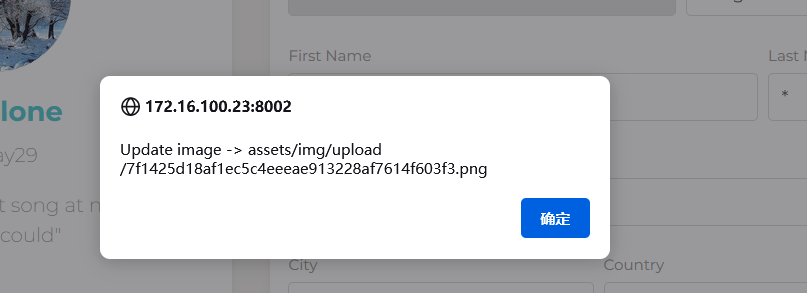 First Name
Last N
172.16.100.23:8002
Update image -> assets/img/upload
/7f1425d18af1ec5c4eeeae913228af7614f603f3.png
确定
lone
ay29
t song at n
could"
*
City
Country